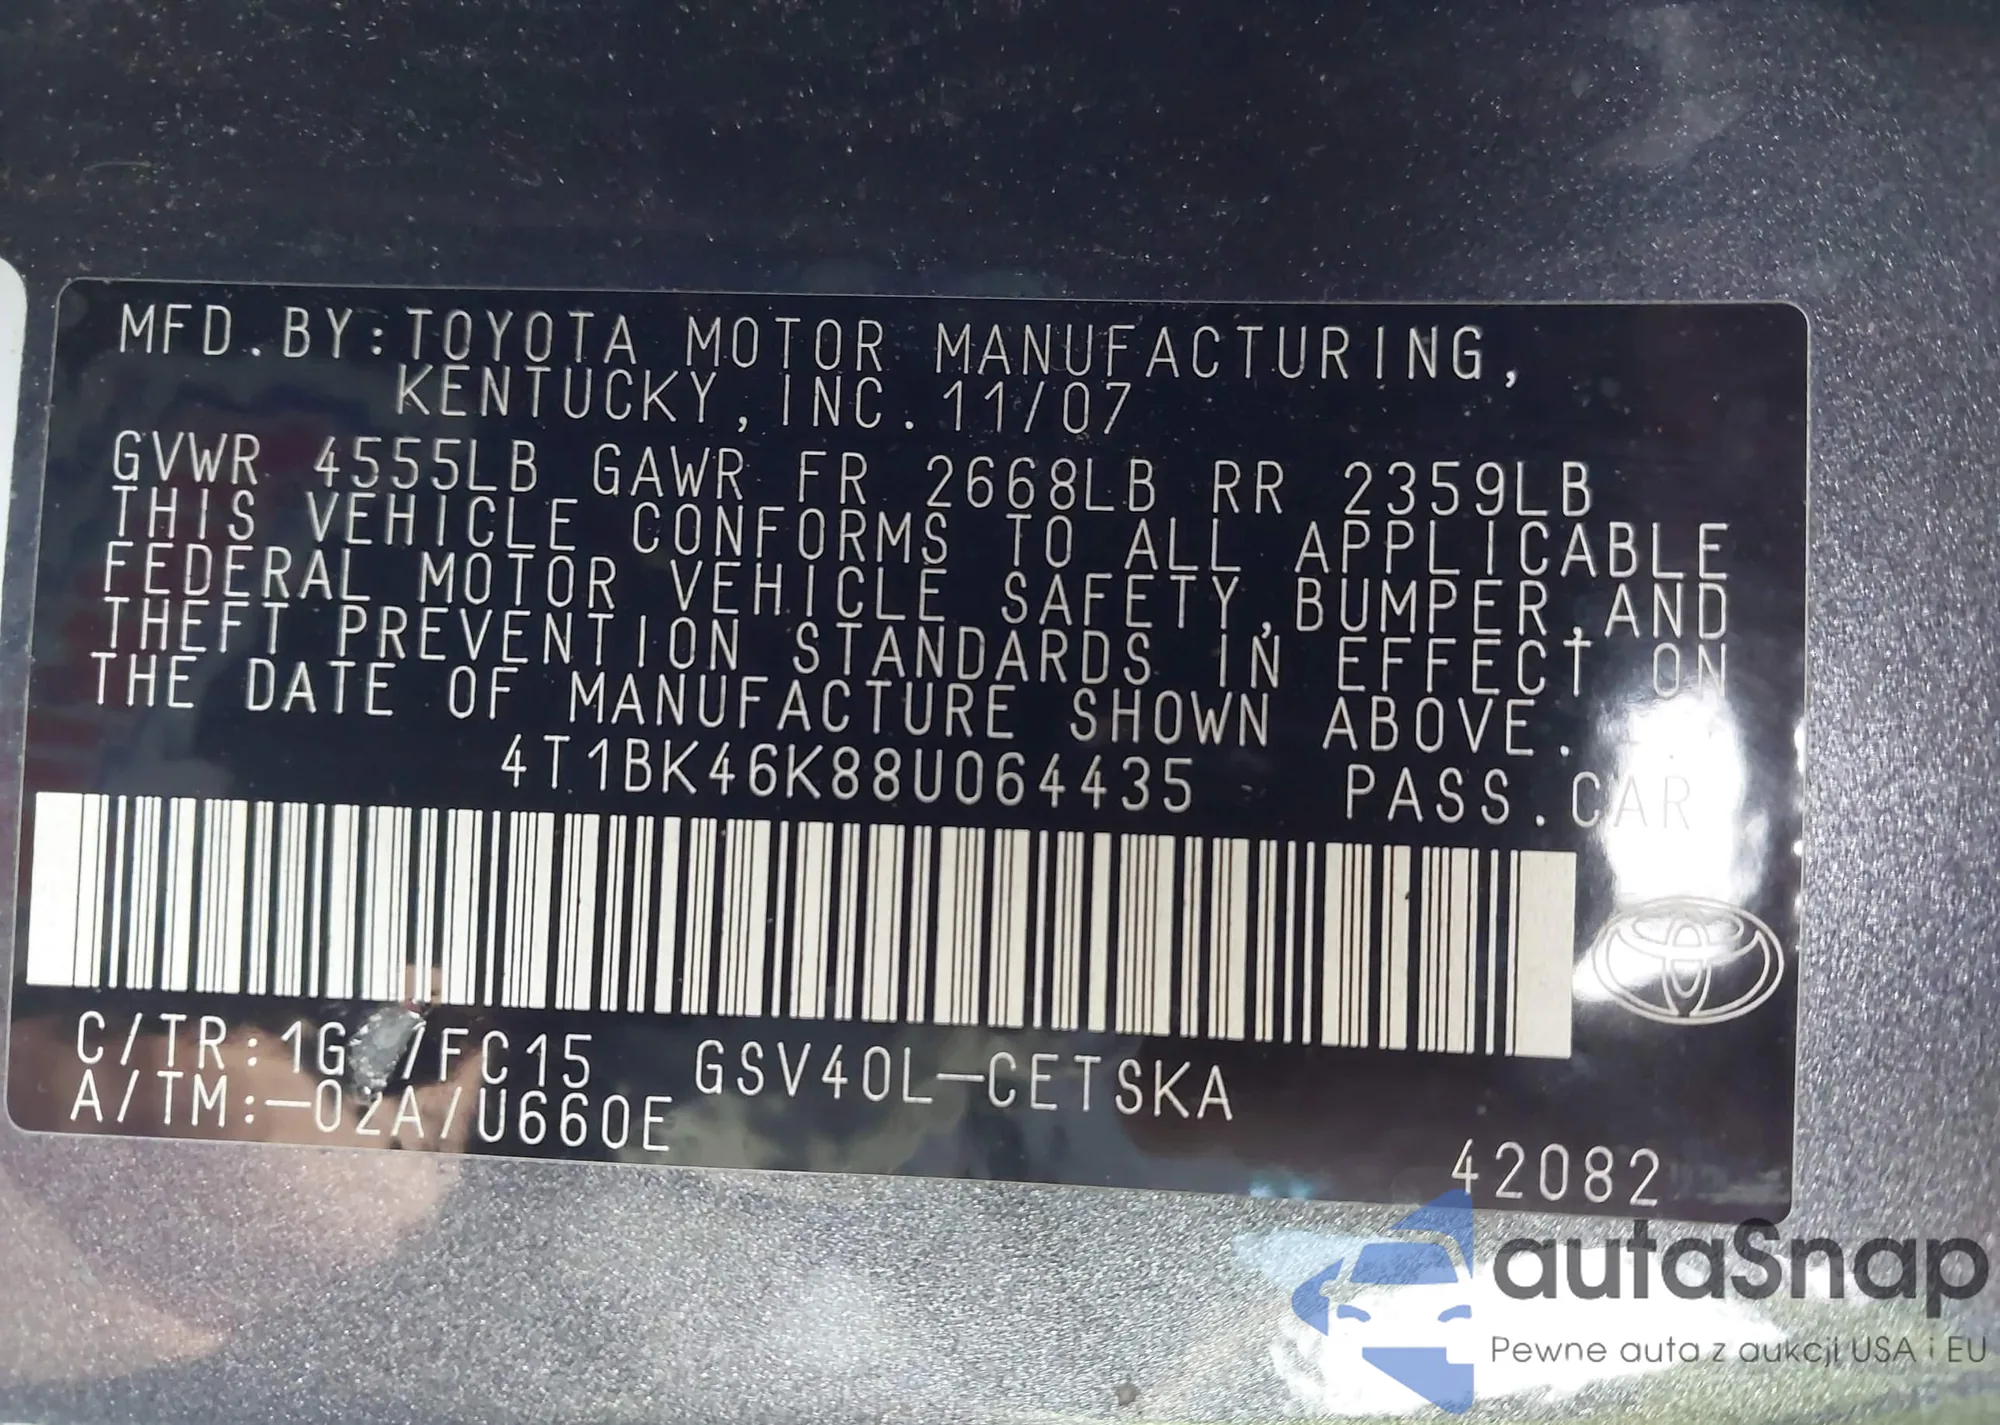 MFD.BY:TOYOTA MOTOR MANUFACTURING,
KENTUCKY,INC.11/07
GVWR 4555LB GAWR FR 2668LB RR 2359LB
THIS VEHICLE CONFORMS TO ALL APPLICABLE
FEDERAL MOTOR VEHICLE SAFETY,BUMPER,AND
THEFT PREVENTION STANDARDS IN EFFECT ON
THE DATE OF MANUFACTURE SHOWN ABOVE.
4T1BK46K88U064435 PASS.CAR
C/TR: /FC15 GSV40L-CETSKA
A/TM:-02A/U660E
42082
autaSnap
Pewne auta z aukcji USA i EU